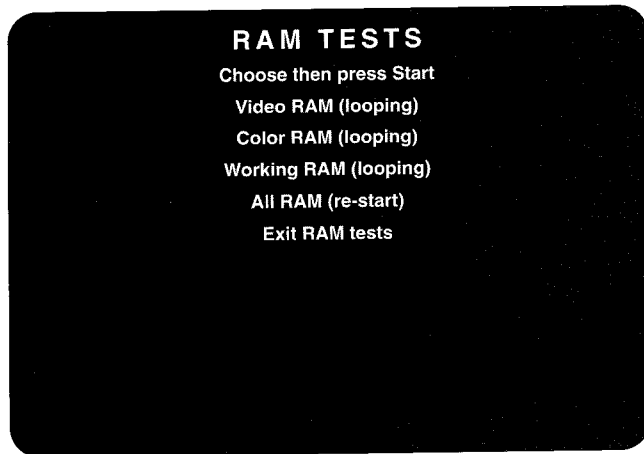 RAM TESTS
Choose then press Start
Video RAM (looping)
Color RAM (looping)
Working RAM (looping)
All RAM (re-start)
Exit RAM tests